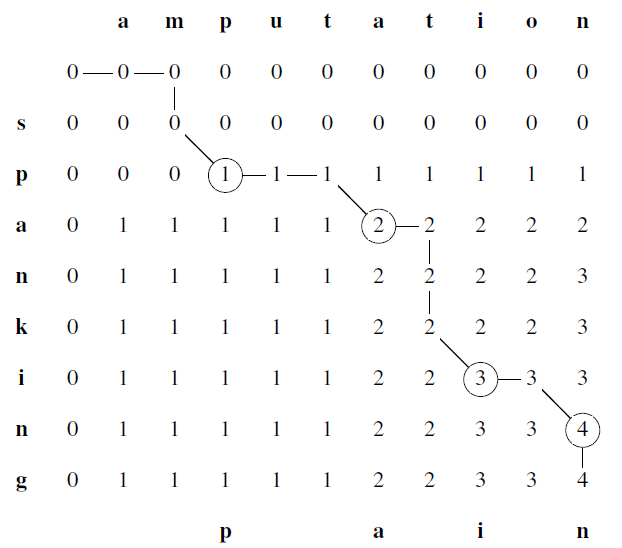 a m p u t a t i o n
0 0 0 0 0 0 0 0 0 0 0
s 0 0 0 0 0 0 0 0 0 0 0
p 0 0 0 1 1 1 1 1 1 1 1
a 0 1 1 1 1 1 2 2 2 2 2
n 0 1 1 1 1 1 2 2 2 2 3
k 0 1 1 1 1 1 2 2 2 2 3
i 0 1 1 1 1 1 2 2 3 3 3
n 0 1 1 1 1 1 2 2 3 3 4
g 0 1 1 1 1 1 2 2 3 3 4
p a i n